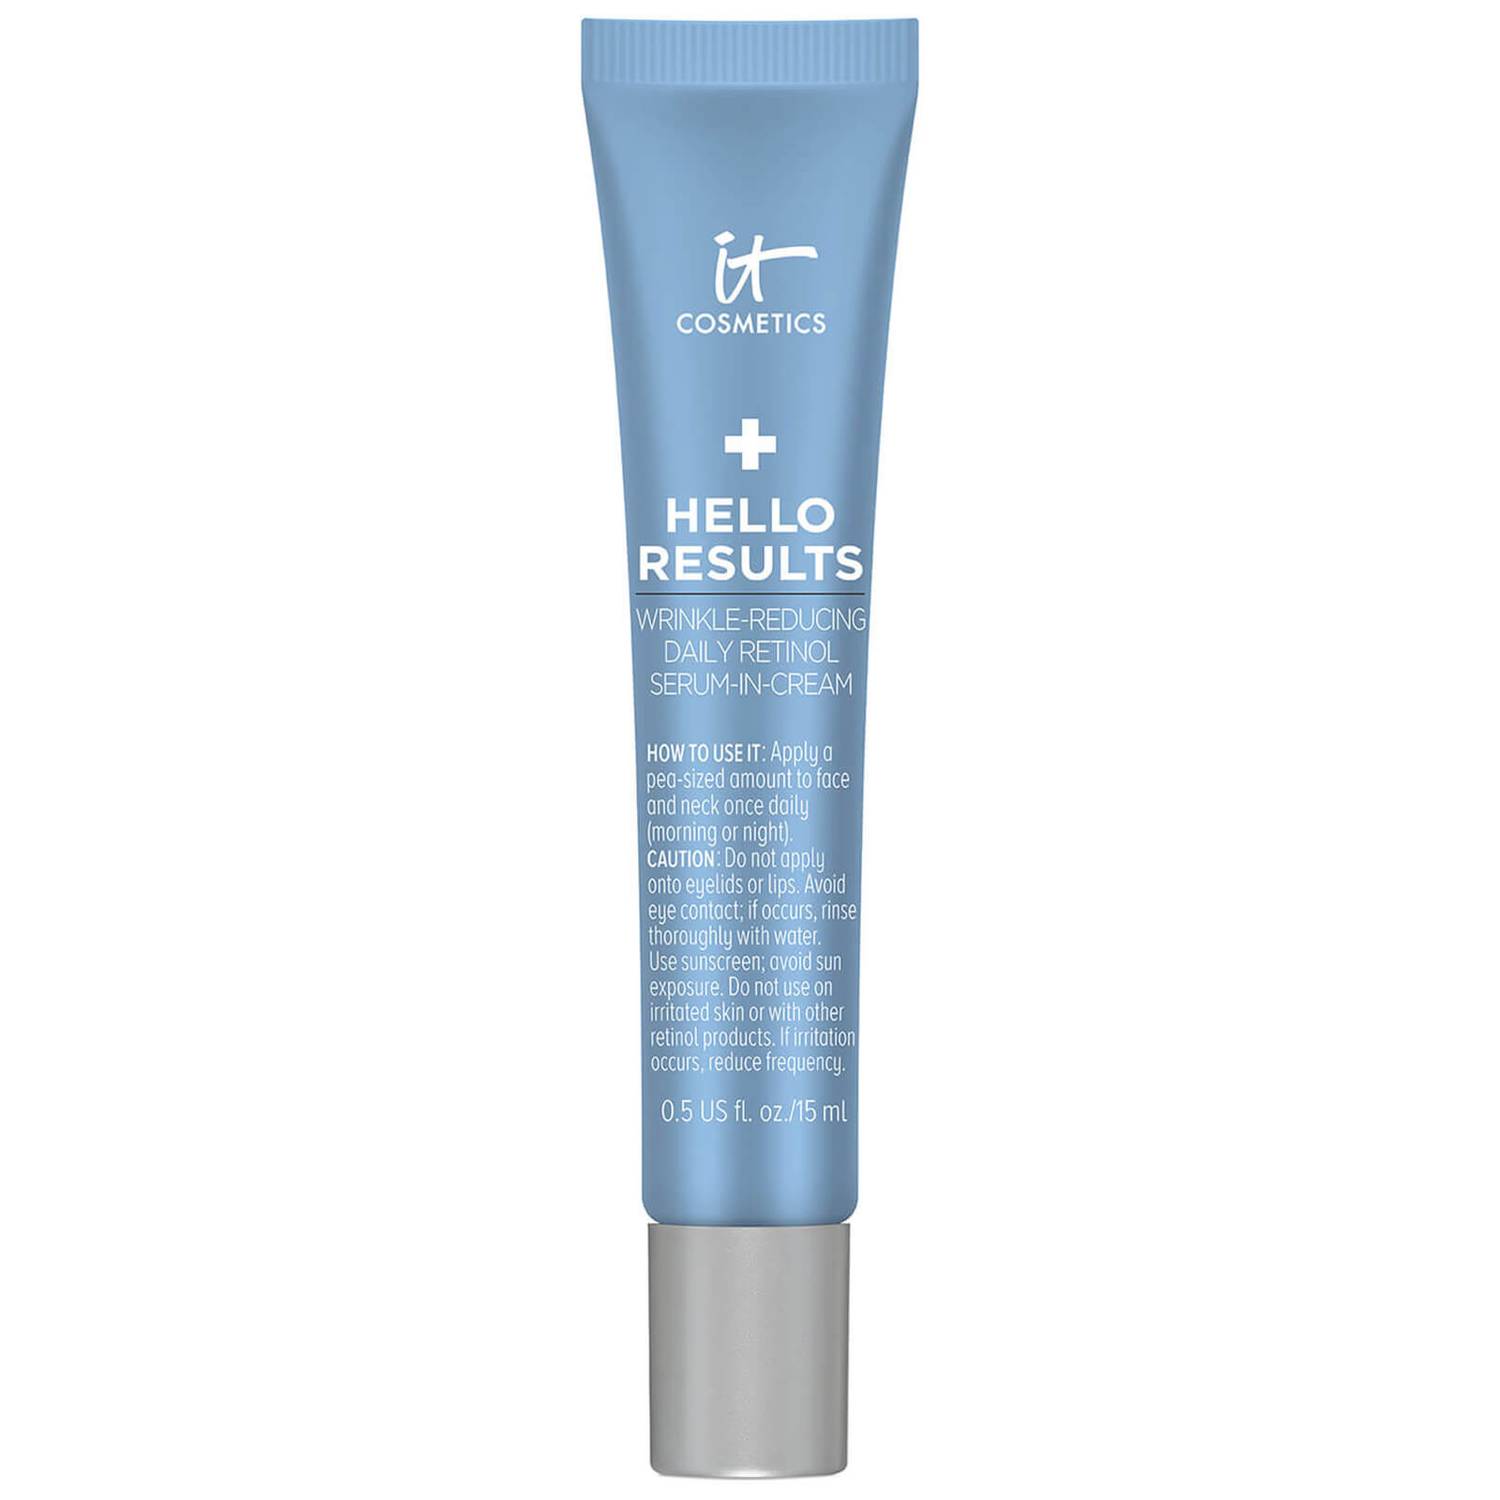 it
COSMETICS
HELLO
RESULTS
WRINKLE-REDUCING
DAILY RETINOL
SERUM-IN-CREAM
HOW TO USE IT: Apply a
pea-sized amount to face
and neck once daily
(morning or night).
CAUTION: Do not apply
onto eyelids or lips. Avoid
eye contact; if occurs, rinse
thoroughly with water.
Use sunscreen; avoid sun
exposure. Do not use on
irritated skin or with other
retinol products. If irritation
occurs, reduce frequency.
0.5 US fl. oz./15 ml